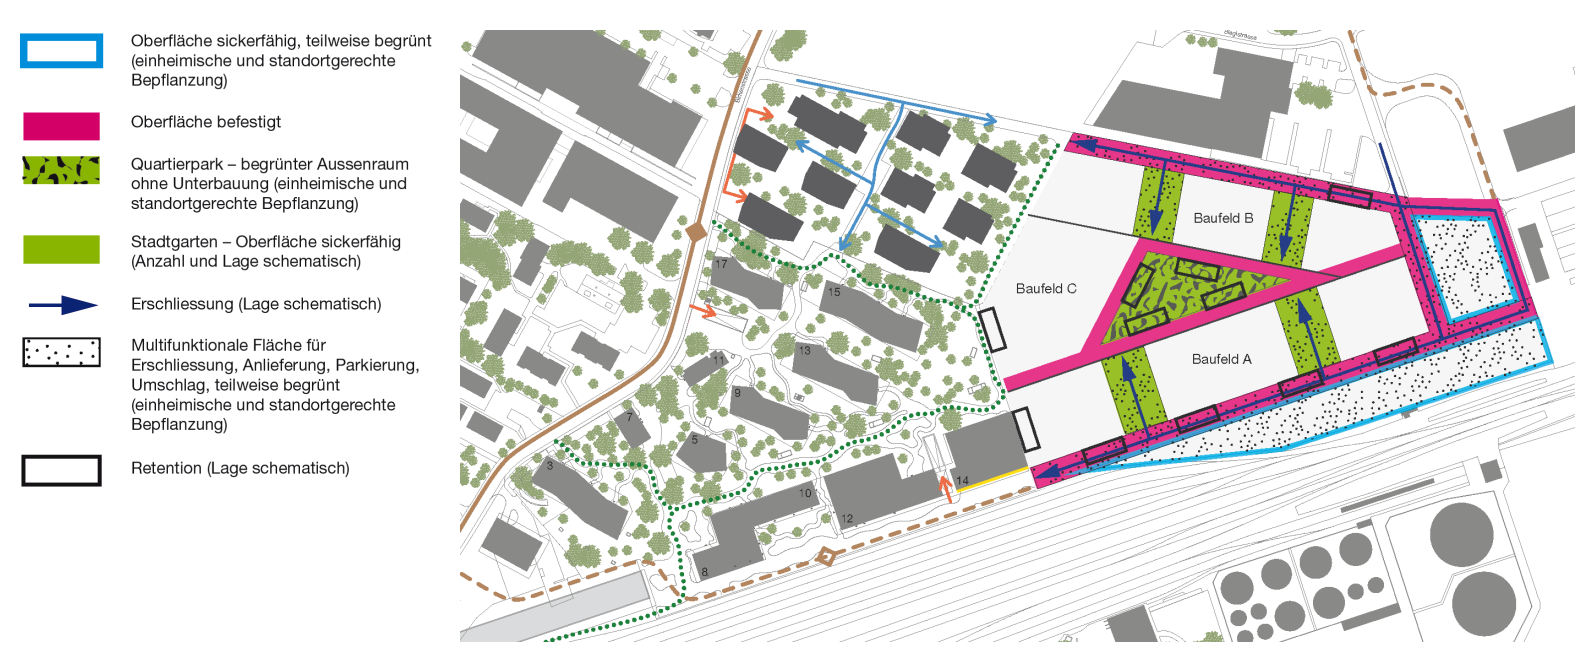 Oberfläche sickerfähig, teilweise begrünt
(einheimische und standortgerechte
Bepflanzung)
Oberfläche befestigt
Quartierpark – begrünter Aussenraum
ohne Unterbauung (einheimische und
standortgerechte Bepflanzung)
Stadtgarten – Oberfläche sickerfähig
(Anzahl und Lage schematisch)
Erschliessung (Lage schematisch)
Multifunktionale Fläche für
Erschliessung, Anlieferung, Parkierung,
Umschlag, teilweise begrünt
(einheimische und standortgerechte
Bepflanzung)
Retention (Lage schematisch)
Baufeld B
Baufeld C
Baufeld A
17
15
13
11
9
7
5
3
10
12
14
8